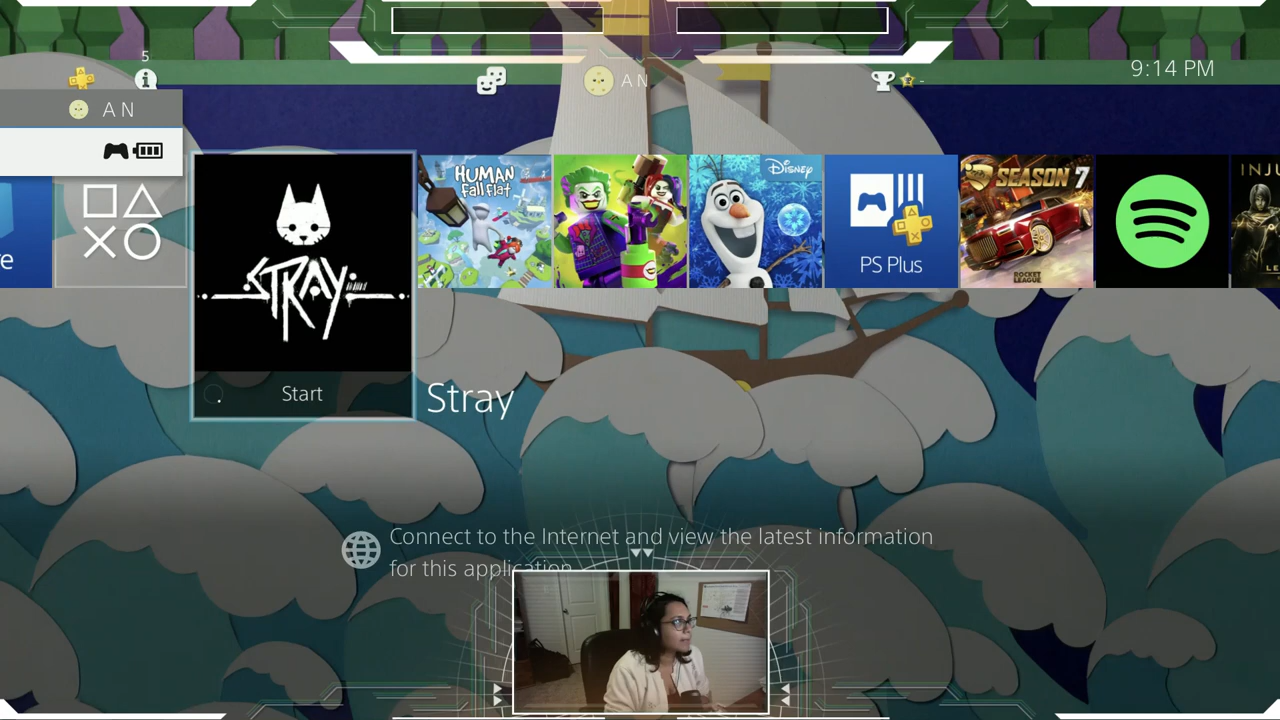 5
A N
9:14 PM
-
A N
e
STRAY
HUMAN
fall flat
Disney
PS Plus
SEASON 7
ROCKET
LEAGUE
INJU
LE
Start
Stray
Connect to the Internet and view the latest information
for this application.